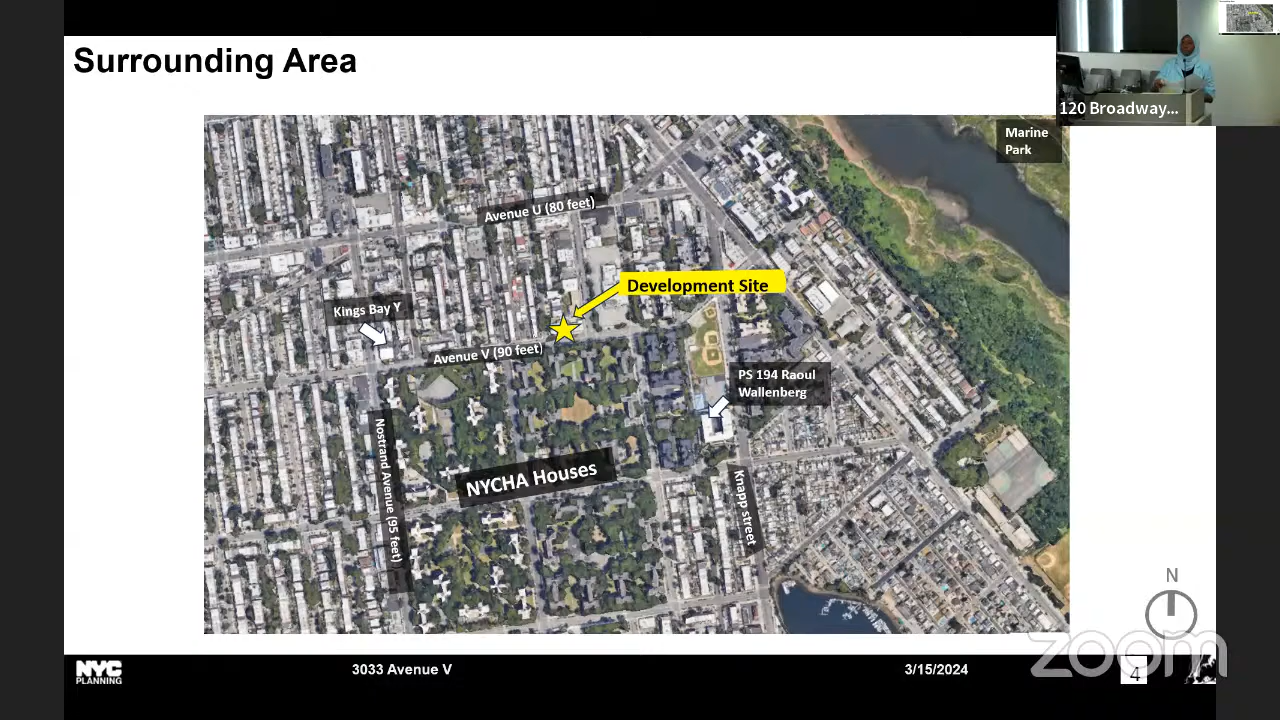 Surrounding Area
120 Broadway...
Marine
Park
Avenue U (80 feet)
Development Site
Kings Bay Y
Avenue V (90 feet)
PS 194 Raoul
Wallenberg
Nostrand Avenue (95 feet)
NYCHA Houses
Knapp street
N
zoom
NYC
PLANNING
3033 Avenue V
3/15/2024
4